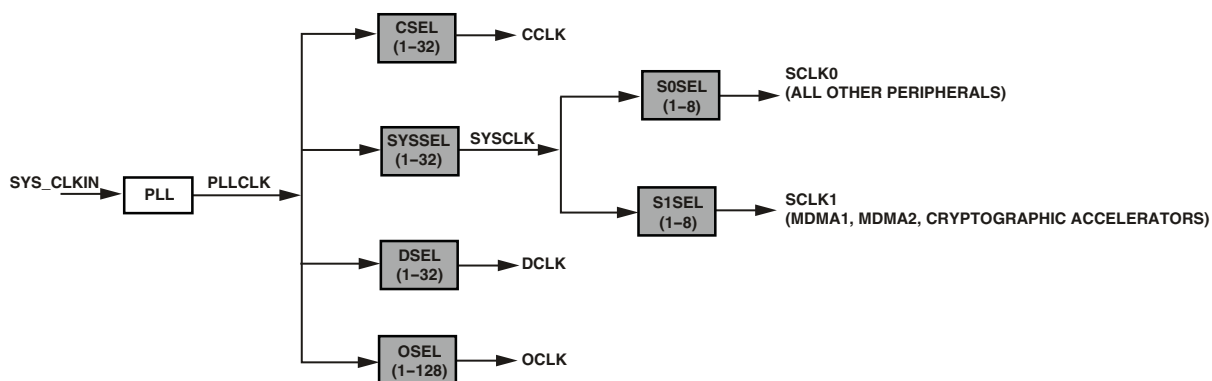 CSEL
(1–32)
CCLK
S0SEL
(1–8)
SCLK0
(ALL OTHER PERIPHERALS)
SYSSEL
(1–32)
SYSCLK
SYS_CLKIN
PLL
PLLCLK
S1SEL
(1–8)
SCLK1
(MDMA1, MDMA2, CRYPTOGRAPHIC ACCELERATORS)
DSEL
(1–32)
DCLK
OSEL
(1–128)
OCLK